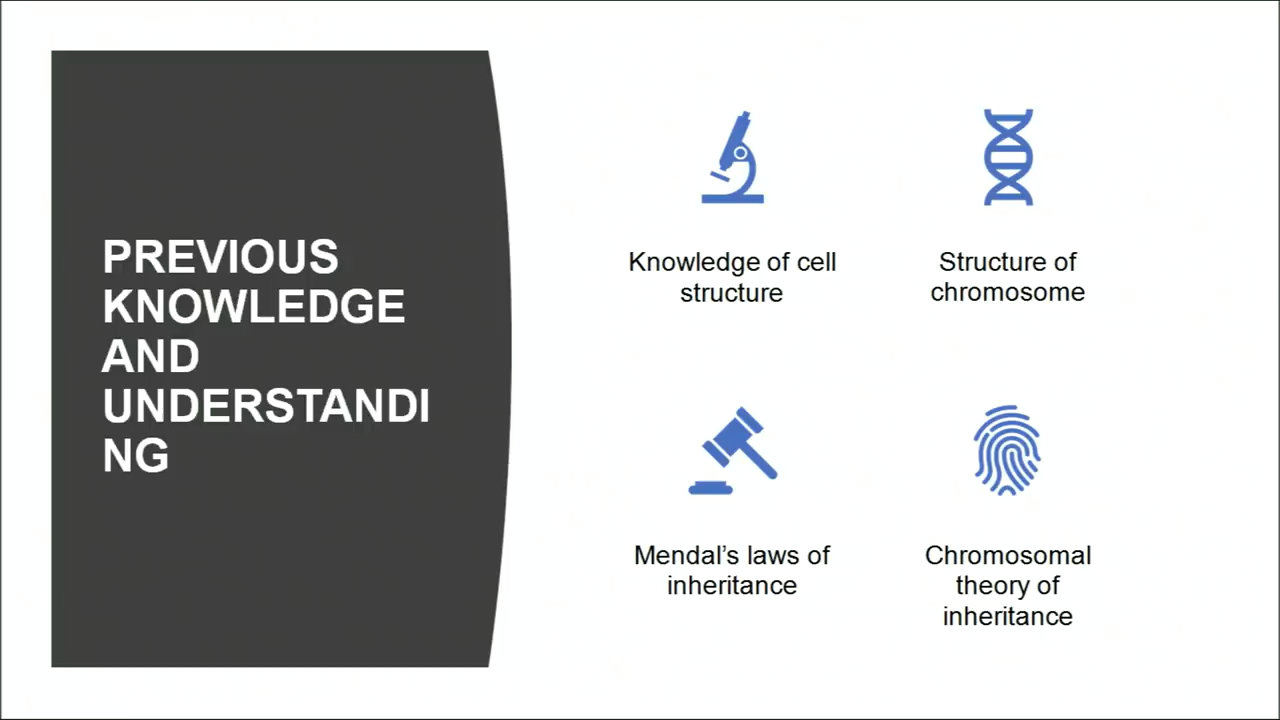 PREVIOUS
KNOWLEDGE
AND
UNDERSTANDI
NG
Knowledge of cell
structure
Structure of
chromosome
Mendal’s laws of
inheritance
Chromosomal
theory of
inheritance